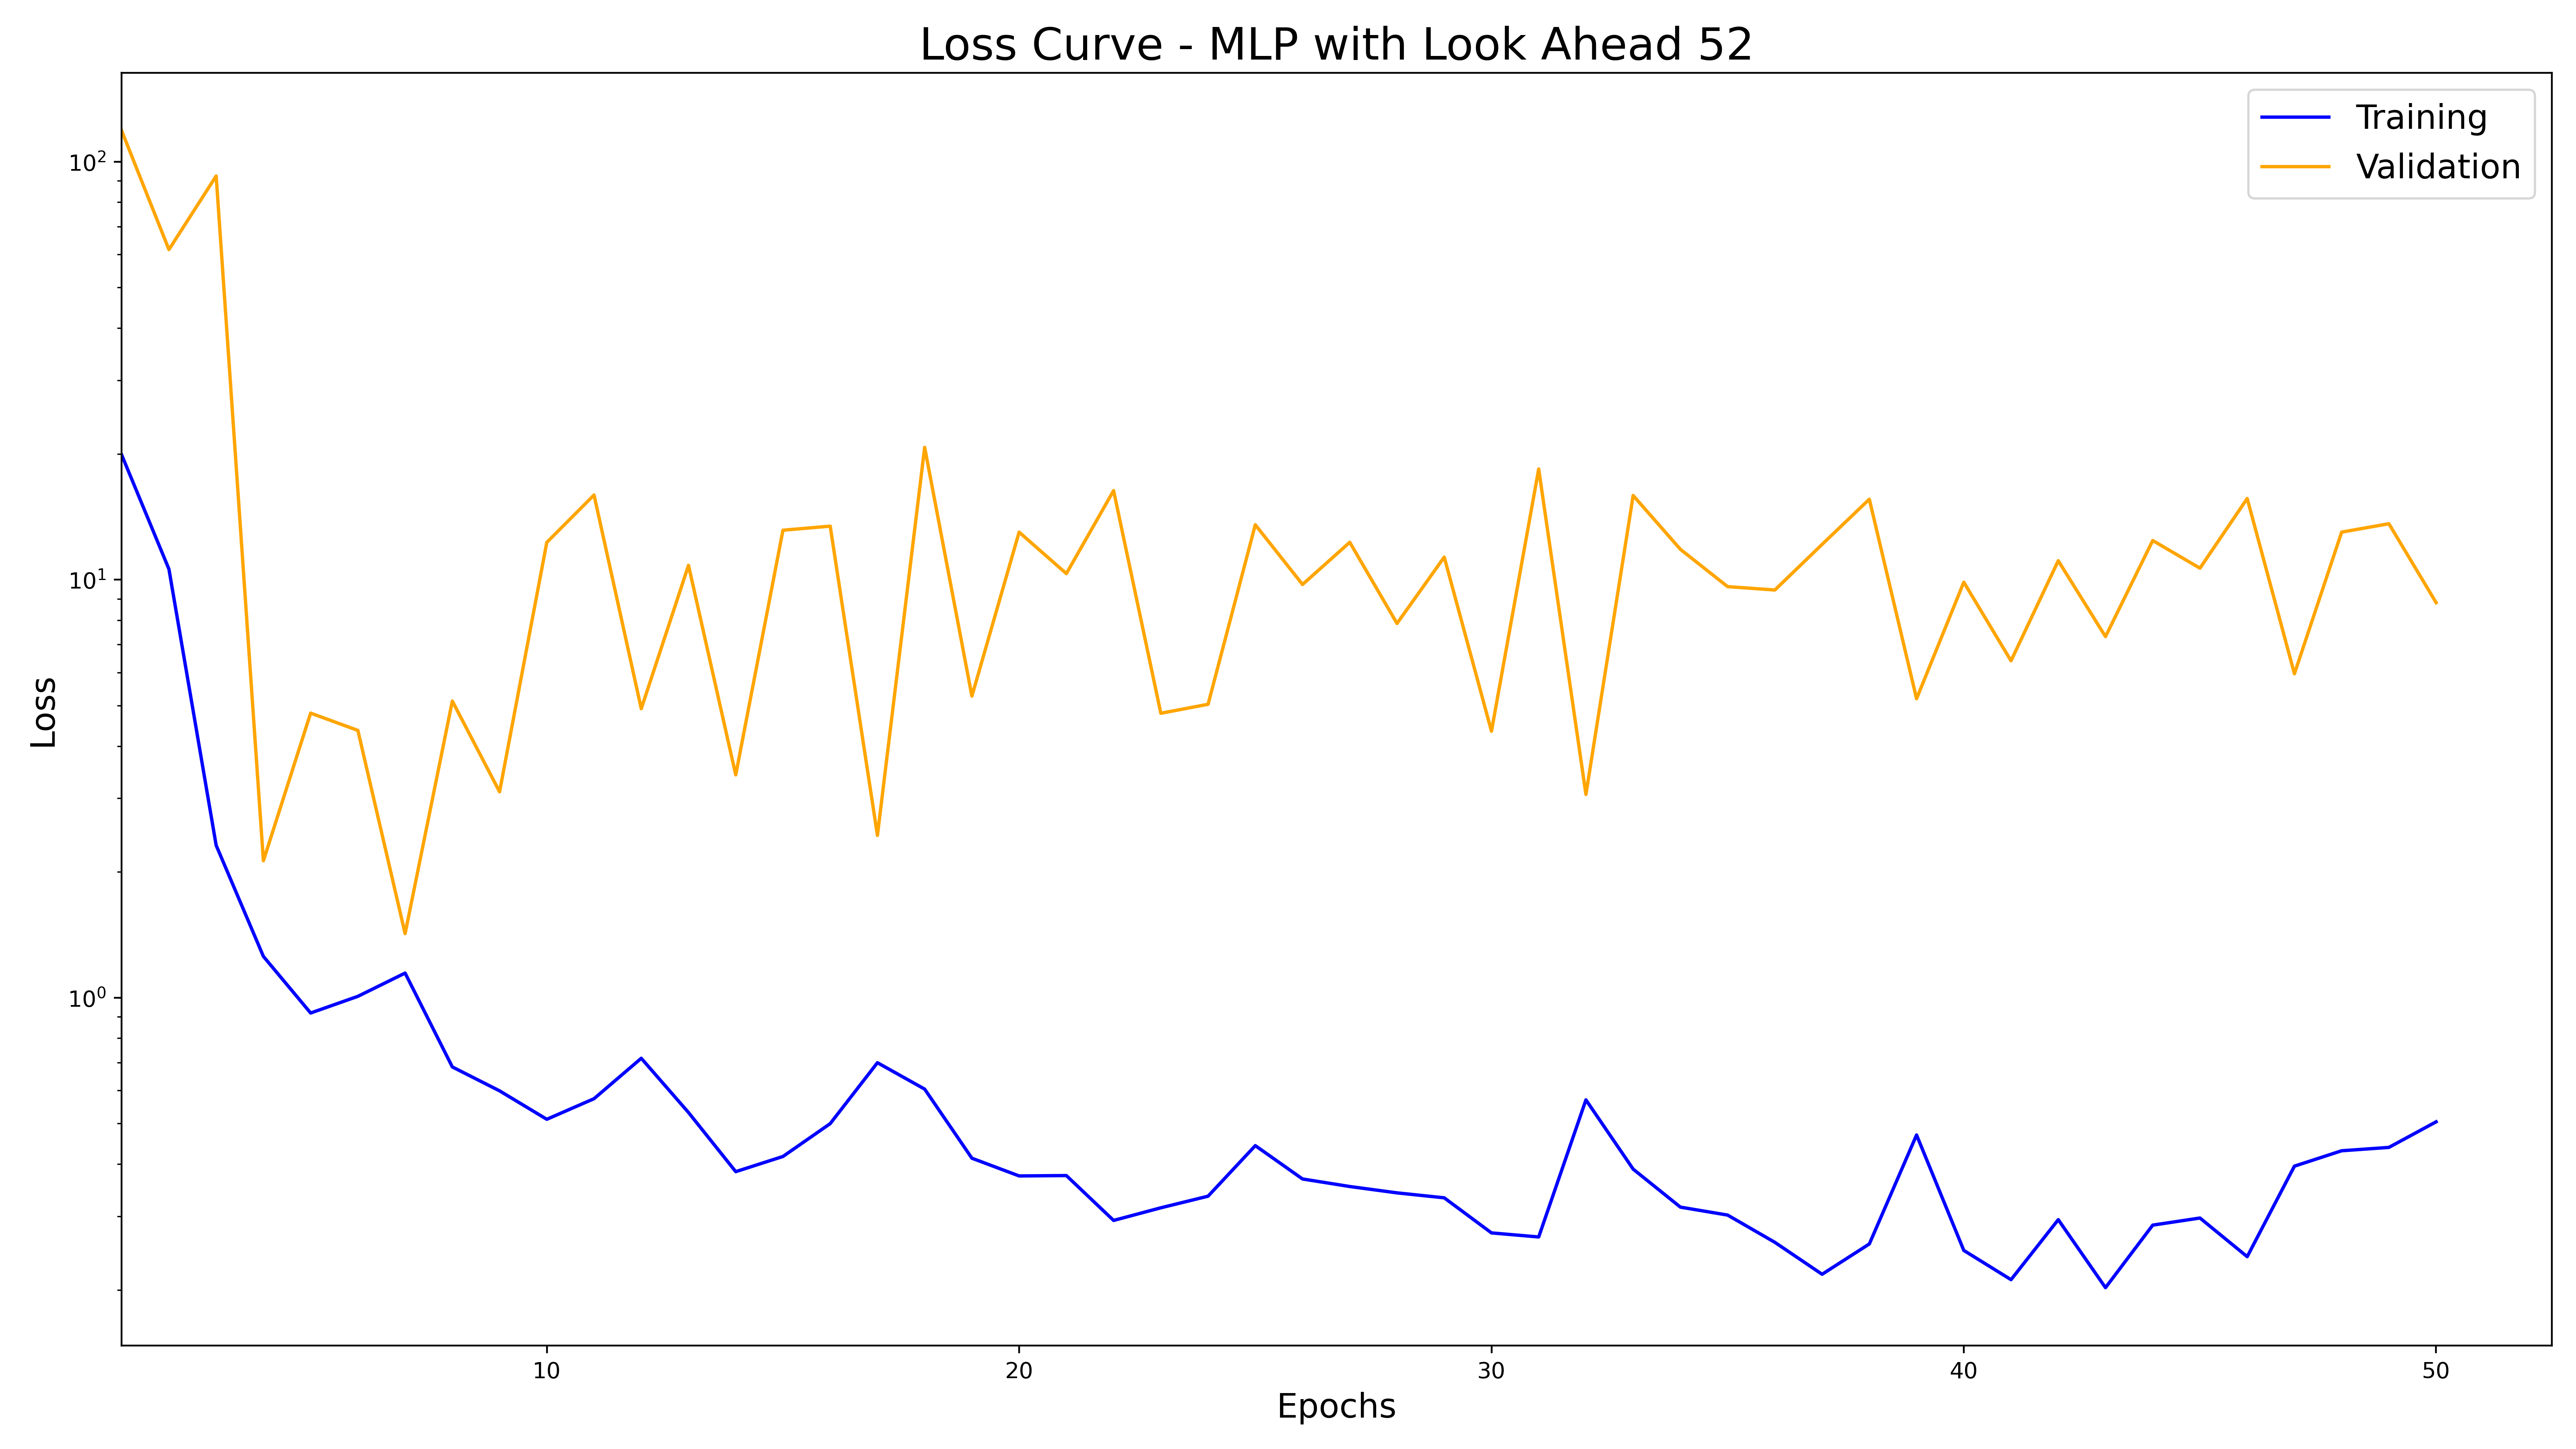 Loss Curve - MLP with Look Ahead 52
Training
Validation
10²
10¹
10⁰
Loss
10 20 30 40 50
Epochs